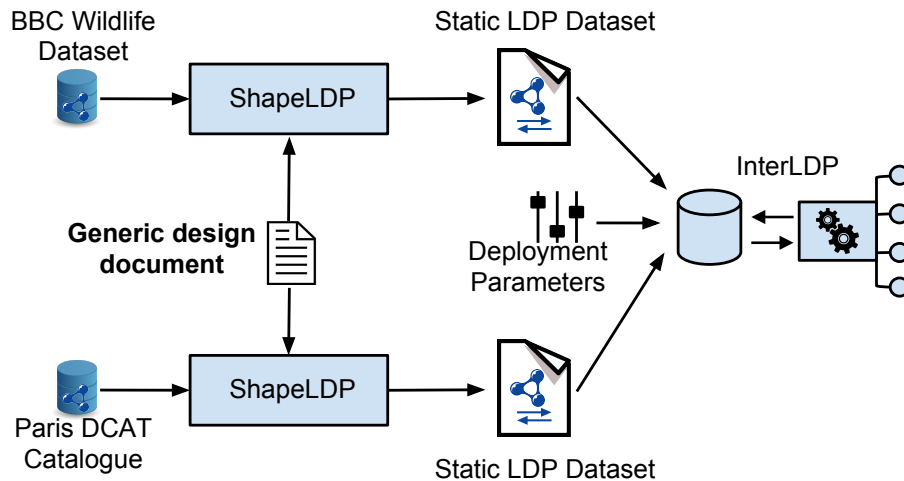 BBC Wildlife
Dataset
Static LDP Dataset
ShapeLDP
InterLDP
Generic design
document
Deployment
Parameters
ShapeLDP
Paris DCAT
Catalogue
Static LDP Dataset